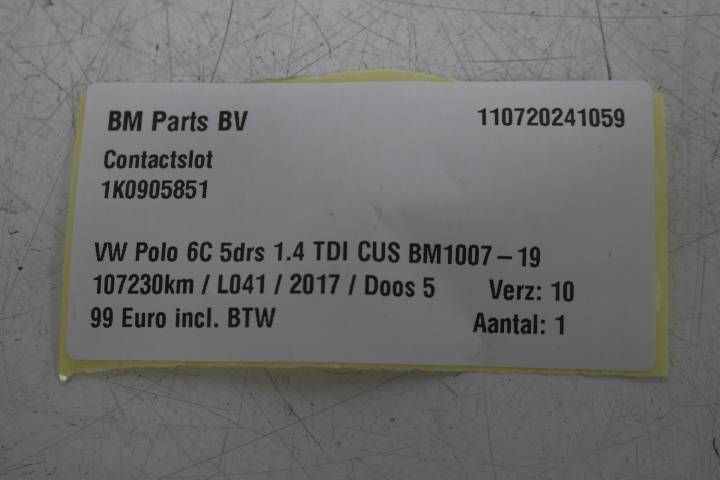 BM Parts BV 110720241059
Contactslot
1K0905851
VW Polo 6C 5drs 1.4 TDI CUS BM1007-19
107230km / L041 / 2017 / Doos 5 Verz: 10
99 Euro incl. BTW Aantal: 1